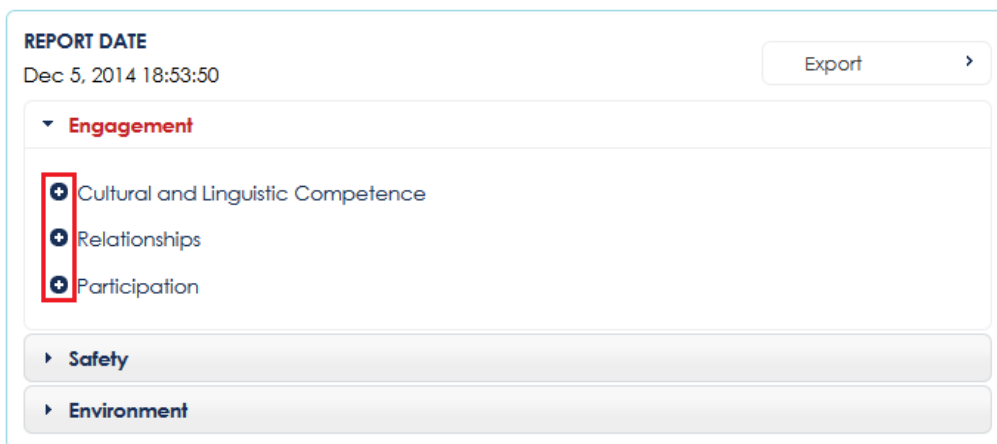 REPORT DATE
Dec 5, 2014 18:53:50
Export
Engagement
Cultural and Linguistic Competence
Relationships
Participation
Safety
Environment